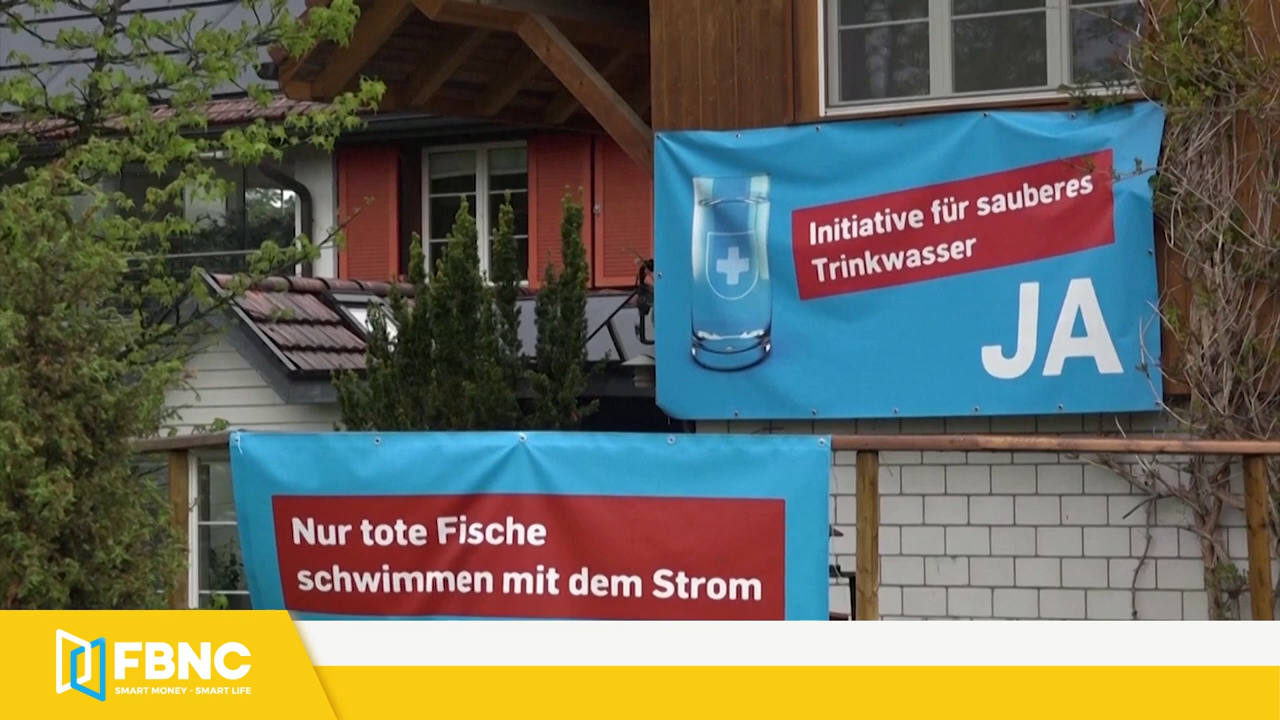 Initiative für sauberes
Trinkwasser
JA
Nur tote Fische
schwimmen mit dem Strom
FBNC
SMART MONEY - SMART LIFE